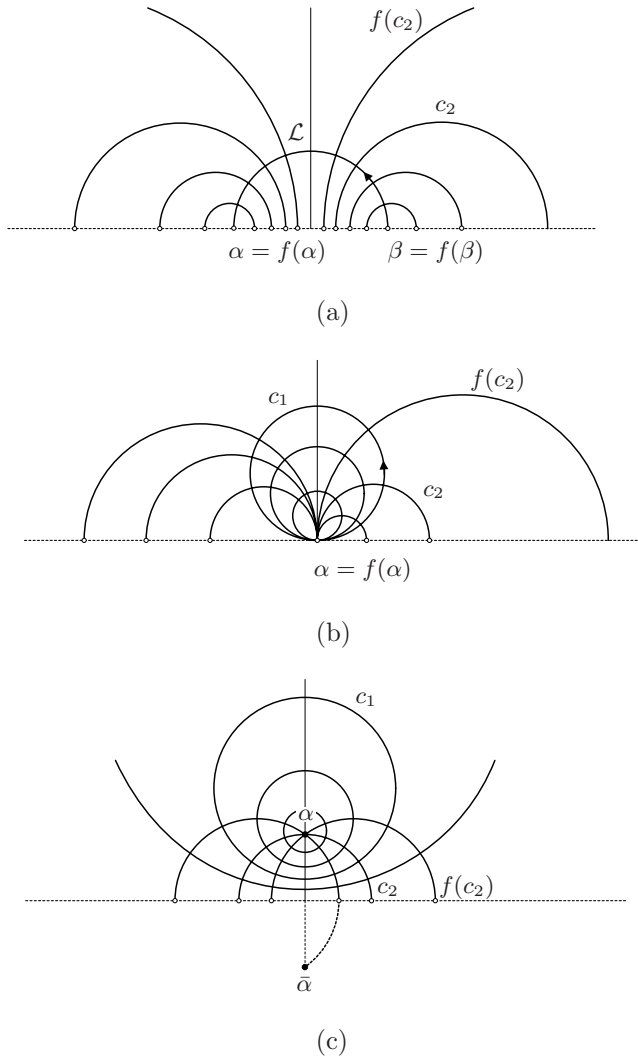 f(c₂)
c₂
ℒ
α = f(α)
β = f(β)
(a)
f(c₂)
c₁
c₂
α = f(α)
(b)
c₁
α
c₂
f(c₂)
ᾱ
(c)